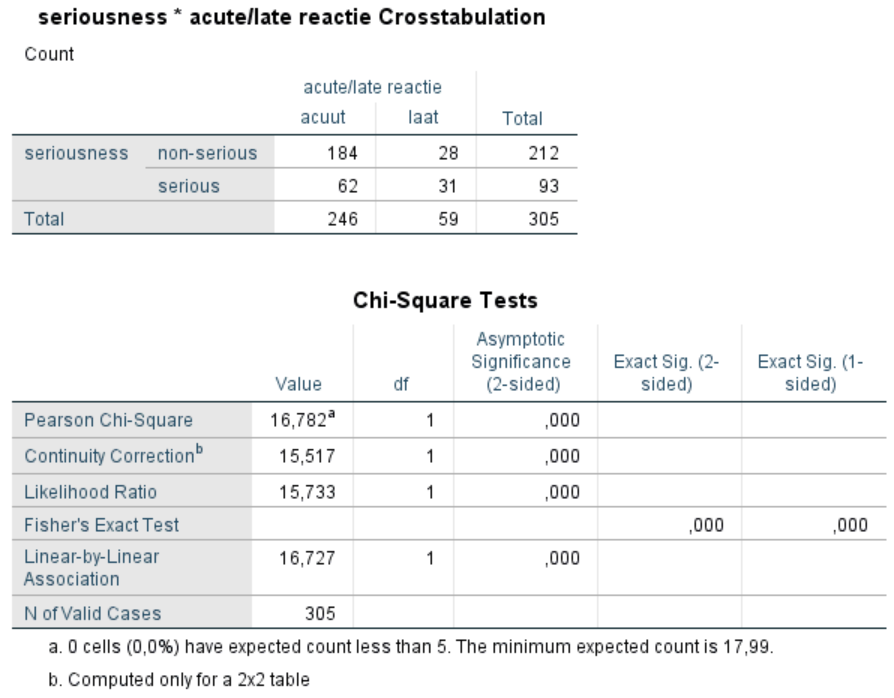 seriousness * acute/late reactie Crosstabulation
Count
acute/late reactie
acuut laat Total
seriousness non-serious 184 28 212
serious 62 31 93
Total 246 59 305
Chi-Square Tests
Asymptotic
Significance Exact Sig. (2- Exact Sig. (1-
Value df (2-sided) sided) sided)
Pearson Chi-Square 16,782a 1 ,000
Continuity Correctionb 15,517 1 ,000
Likelihood Ratio 15,733 1 ,000
Fisher's Exact Test ,000 ,000
Linear-by-Linear 16,727 1 ,000
Association
N of Valid Cases 305
a. 0 cells (0,0%) have expected count less than 5. The minimum expected count is 17,99.
b. Computed only for a 2x2 table